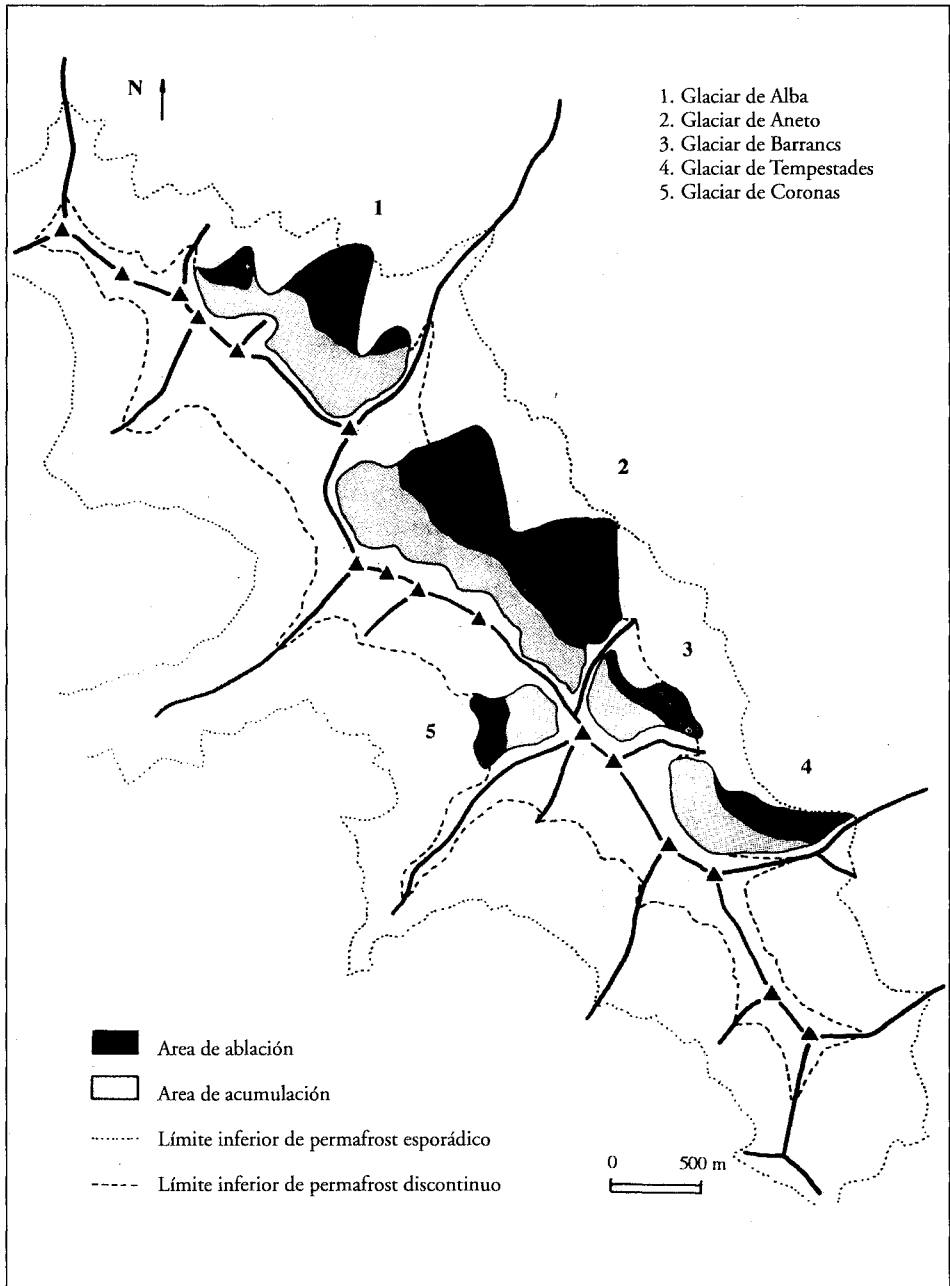 N
1. Glaciar de Alba
2. Glaciar de Aneto
3. Glaciar de Barrancs
4. Glaciar de Tempestades
5. Glaciar de Coronas
1
2
3
5
4
Area de ablación
Area de acumulación
Límite inferior de permafrost esporádico
Límite inferior de permafrost discontinuo
0 500 m